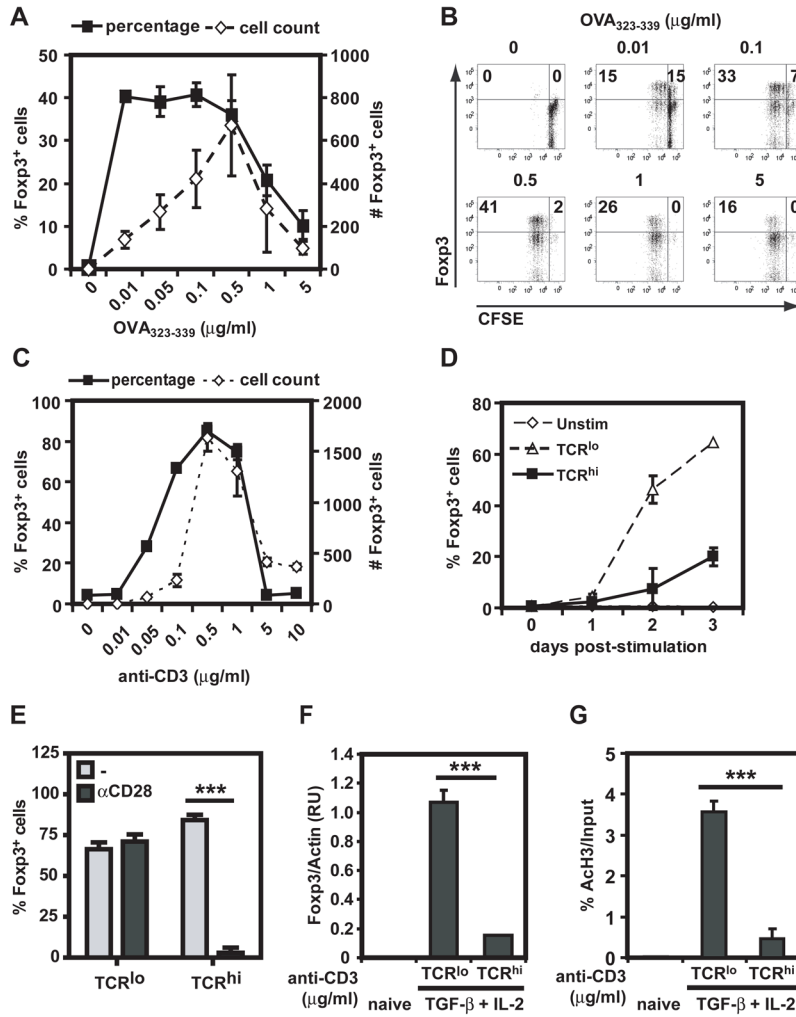 A
percentage cell count
50 1000
40 800
30 600
20 400
10 200
0 0
% Foxp3+ cells
# Foxp3+ cells
0 0.01 0.05 0.1 0.5 1 5
OVA323-339 (μg/ml)
B
OVA323-339 (μg/ml)
0 0.01 0.1
0 0 15 15 33 7
0.5 1 5
41 2 26 0 16 0
Foxp3
CFSE
C
percentage cell count
100 2000
80 1500
60 1000
40 500
20
0 0
% Foxp3+ cells
# Foxp3+ cells
0 0.01 0.05 0.1 0.5 1 5 10
anti-CD3 (μg/ml)
D
80
60
40
20
0
Unstim
TCRlo
TCRhi
% Foxp3+ cells
0 1 2 3
days post-stimulation
E
125
100
75
50
25
0
-
αCD28
***
% Foxp3+ cells
TCRlo TCRhi
F
1.4
1.2
1.0
0.8
0.6
0.4
0.2
0
***
Foxp3/Actin (RU)
anti-CD3 (μg/ml)
TCRlo TCRhi
naive TGF-β + IL-2
G
5
4
3
2
1
0
***
% AcH3/Input
anti-CD3 (μg/ml)
TCRlo TCRhi
naive TGF-β + IL-2